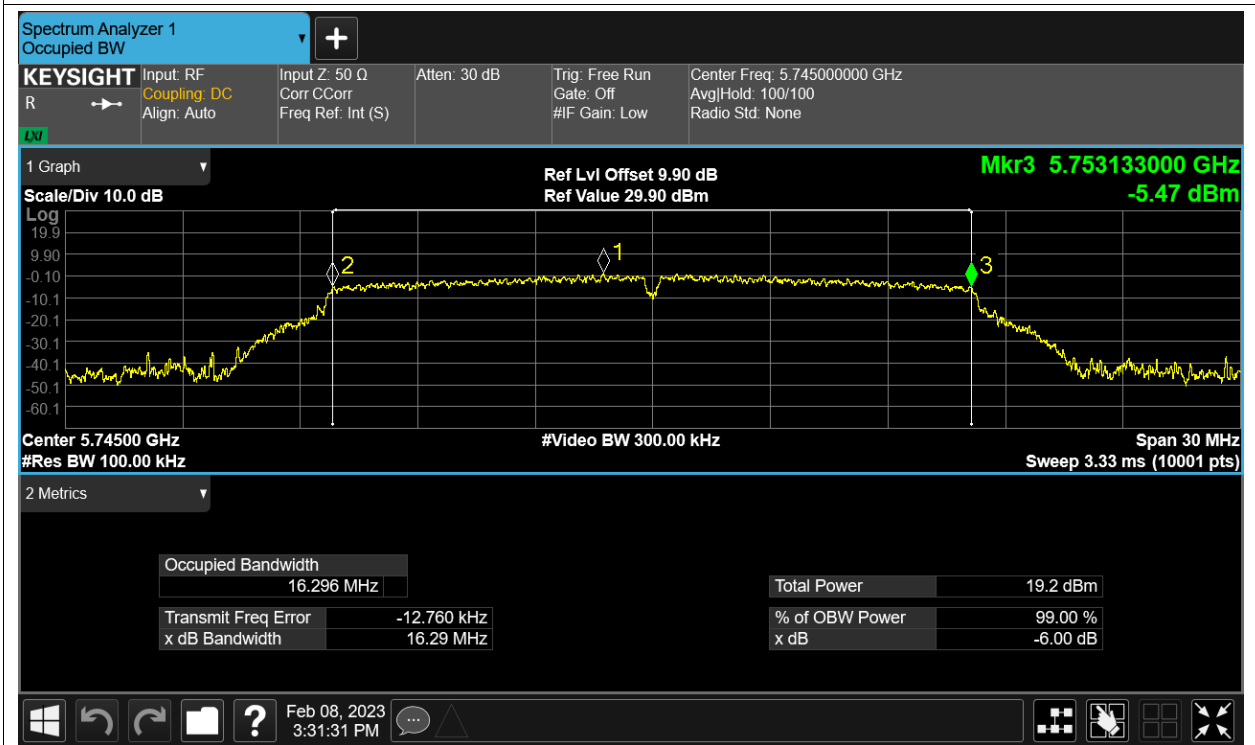 Spectrum Analyzer 1
Occupied BW
KEYSIGHT
R
LXI
Input: RF
Coupling: DC
Align: Auto
Input Z: 50 Ω
Corr CCorr
Freq Ref: Int (S)
Atten: 30 dB
Trig: Free Run
Gate: Off
#IF Gain: Low
Center Freq: 5.745000000 GHz
Avg|Hold: 100/100
Radio Std: None
1 Graph
Ref Lvl Offset 9.90 dB
Mkr3 5.753133000 GHz
Scale/Div 10.0 dB
Ref Value 29.90 dBm
-5.47 dBm
Log
19.9
9.90
-0.10
-10.1
-20.1
-30.1
-40.1
-50.1
-60.1
2
1
3
Center 5.74500 GHz
#Video BW 300.00 kHz
Span 30 MHz
#Res BW 100.00 kHz
Sweep 3.33 ms (10001 pts)
2 Metrics
Occupied Bandwidth
16.296 MHz
Total Power 19.2 dBm
Transmit Freq Error -12.760 kHz
% of OBW Power 99.00 %
x dB Bandwidth 16.29 MHz
x dB -6.00 dB
?
Feb 08, 2023
3:31:31 PM